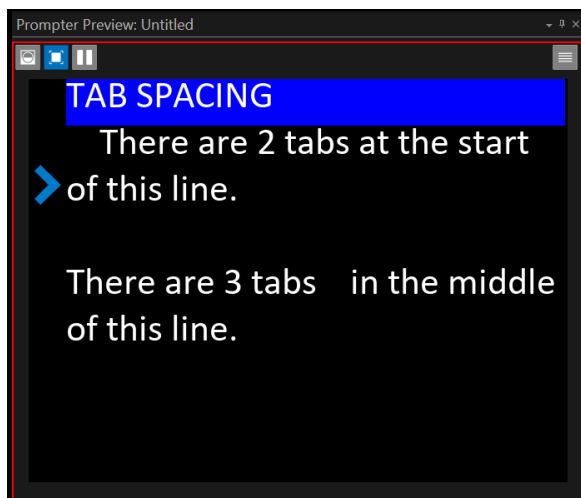 Prompter Preview: Untitled
TAB SPACING
There are 2 tabs at the start
of this line.
There are 3 tabs    in the middle
of this line.